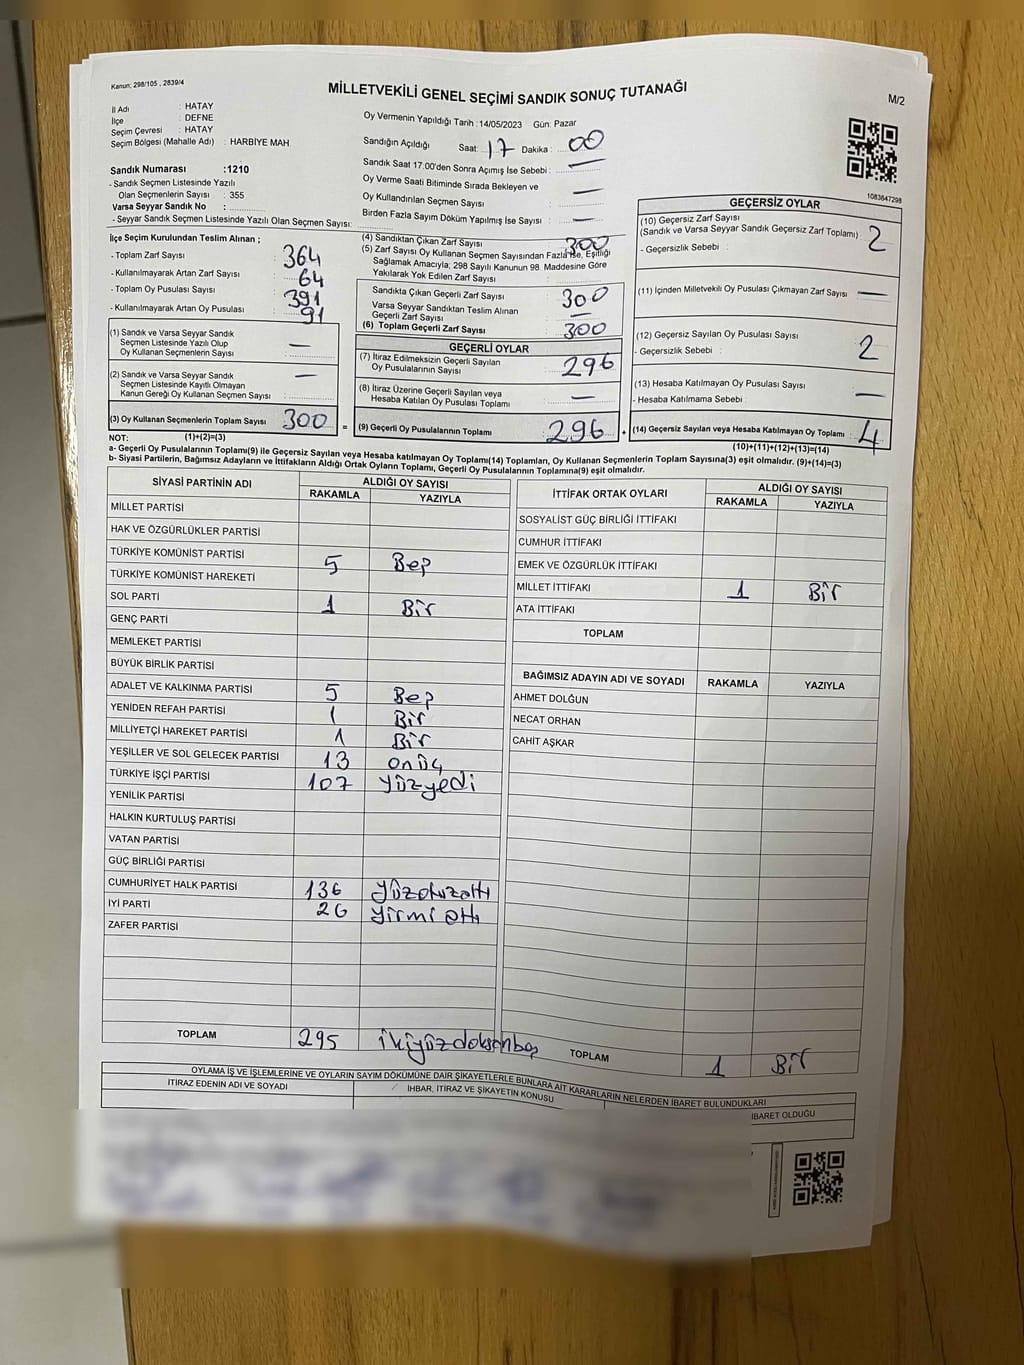 Kanun: 298/105 , 2839/4
MİLLETVEKİLİ GENEL SEÇİMİ SANDIK SONUÇ TUTANAĞI
M/2
İl Adı : HATAY
İlçe : DEFNE
Seçim Çevresi : HATAY
Seçim Bölgesi (Mahalle Adı) : HARBİYE MAH.
Sandık Numarası :1210
- Sandık Seçmen Listesinde Yazılı
Olan Seçmenlerin Sayısı : 355
Varsa Seyyar Sandık No :
- Seyyar Sandık Seçmen Listesinde Yazılı Olan Seçmen Sayısı:
Oy Vermenin Yapıldığı Tarih :14/05/2023 Gün: Pazar
Sandığın Açıldığı Saat: 17 Dakika : 00
Sandık Saat 17:00'den Sonra Açımış İse Sebebi : —
Oy Verme Saati Bitiminde Sırada Bekleyen ve
Oy Kullandırılan Seçmen Sayısı : —
Birden Fazla Sayım Döküm Yapılmış İse Sayısı : —
1083847298
İlçe Seçim Kurulundan Teslim Alınan ;
- Toplam Zarf Sayısı : 364
- Kullanılmayarak Artan Zarf Sayısı : 64
- Toplam Oy Pusulası Sayısı : 391
- Kullanılmayarak Artan Oy Pusulası : 91
(1) Sandık ve Varsa Seyyar Sandık
Seçmen Listesinde Yazılı Olup
Oy Kullanan Seçmenlerin Sayısı : —
(2) Sandık ve Varsa Seyyar Sandık
Seçmen Listesinde Kayıtlı Olmayan
Kanun Gereği Oy Kullanan Seçmen Sayısı : —
(3) Oy Kullanan Seçmenlerin Toplam Sayısı 300
(4) Sandıktan Çıkan Zarf Sayısı : 300
(5) Zarf Sayısı Oy Kullanan Seçmen Sayısından Fazla İse, Eşitliği
Sağlamak Amacıyla; 298 Sayılı Kanunun 98. Maddesine Göre
Yakılarak Yok Edilen Zarf Sayısı :
Sandıkta Çıkan Geçerli Zarf Sayısı : 300
Varsa Seyyar Sandıktan Teslim Alınan
Geçerli Zarf Sayısı : —
(6) Toplam Geçerli Zarf Sayısı : 300
GEÇERLİ OYLAR
(7) İtiraz Edilmeksizin Geçerli Sayılan
Oy Pusulalarının Sayısı : 296
(8) İtiraz Üzerine Geçerli Sayılan veya
Hesaba Katılan Oy Pusulası Toplamı : —
= (9) Geçerli Oy Pusulalarının Toplamı : 296 +
GEÇERSİZ OYLAR
(10) Geçersiz Zarf Sayısı
(Sandık ve Varsa Seyyar Sandık Geçersiz Zarf Toplamı) : 2
- Geçersizlik Sebebi :
(11) İçinden Milletvekili Oy Pusulası Çıkmayan Zarf Sayısı : —
(12) Geçersiz Sayılan Oy Pusulası Sayısı : 2
- Geçersizlik Sebebi :
(13) Hesaba Katılmayan Oy Pusulası Sayısı : —
- Hesaba Katılmama Sebebi :
(14) Geçersiz Sayılan veya Hesaba Katılmayan Oy Toplamı : 4
NOT: (1)+(2)=(3)
(10)+(11)+(12)+(13)=(14)
a- Geçerli Oy Pusulalarının Toplamı(9) ile Geçersiz Sayılan veya Hesaba katılmayan Oy Toplamı(14) Toplamları, Oy Kullanan Seçmenlerin Toplam Sayısına(3) eşit olmalıdır. (9)+(14)=(3)
b- Siyasi Partilerin, Bağımsız Adayların ve İttifakların Aldığı Ortak Oyların Toplamı, Geçerli Oy Pusulalarının Toplamına(9) eşit olmalıdır.
SİYASİ PARTİNİN ADI ALDIĞI OY SAYISI
RAKAMLA YAZIYLA
MİLLET PARTİSİ
HAK VE ÖZGÜRLÜKLER PARTİSİ
TÜRKİYE KOMÜNİST PARTİSİ 5 Beş
TÜRKİYE KOMÜNİST HAREKETİ
SOL PARTİ 1 Bir
GENÇ PARTİ
MEMLEKET PARTİSİ
BÜYÜK BİRLİK PARTİSİ
ADALET VE KALKINMA PARTİSİ 5 Beş
YENİDEN REFAH PARTİSİ 1 Bir
MİLLİYETÇİ HAREKET PARTİSİ 1 Bir
YEŞİLLER VE SOL GELECEK PARTİSİ 13 onüç
TÜRKİYE İŞÇİ PARTİSİ 107 yüzyedi
YENİLİK PARTİSİ
HALKIN KURTULUŞ PARTİSİ
VATAN PARTİSİ
GÜÇ BİRLİĞİ PARTİSİ
CUMHURİYET HALK PARTİSİ 136 yüzotuzaltı
İYİ PARTİ 26 yirmi altı
ZAFER PARTİSİ
TOPLAM 295 ikiyüzdoksanbeş
İTTİFAK ORTAK OYLARI ALDIĞI OY SAYISI
RAKAMLA YAZIYLA
SOSYALİST GÜÇ BİRLİĞİ İTTİFAKI
CUMHUR İTTİFAKI
EMEK VE ÖZGÜRLÜK İTTİFAKI
MİLLET İTTİFAKI 1 Bir
ATA İTTİFAKI
TOPLAM
BAĞIMSIZ ADAYIN ADI VE SOYADI RAKAMLA YAZIYLA
AHMET DOLĞUN
NECAT ORHAN
CAHİT AŞKAR
TOPLAM 1 Bir
OYLAMA İŞ VE İŞLEMLERİNE VE OYLARIN SAYIM DÖKÜMÜNE DAİR ŞİKAYETLERLE BUNLARA AİT KARARLARIN NELERDEN İBARET BULUNDUKLARI
İTİRAZ EDENİN ADI VE SOYADI İHBAR, İTİRAZ VE ŞİKAYETİN KONUSU İBARET OLDUĞU